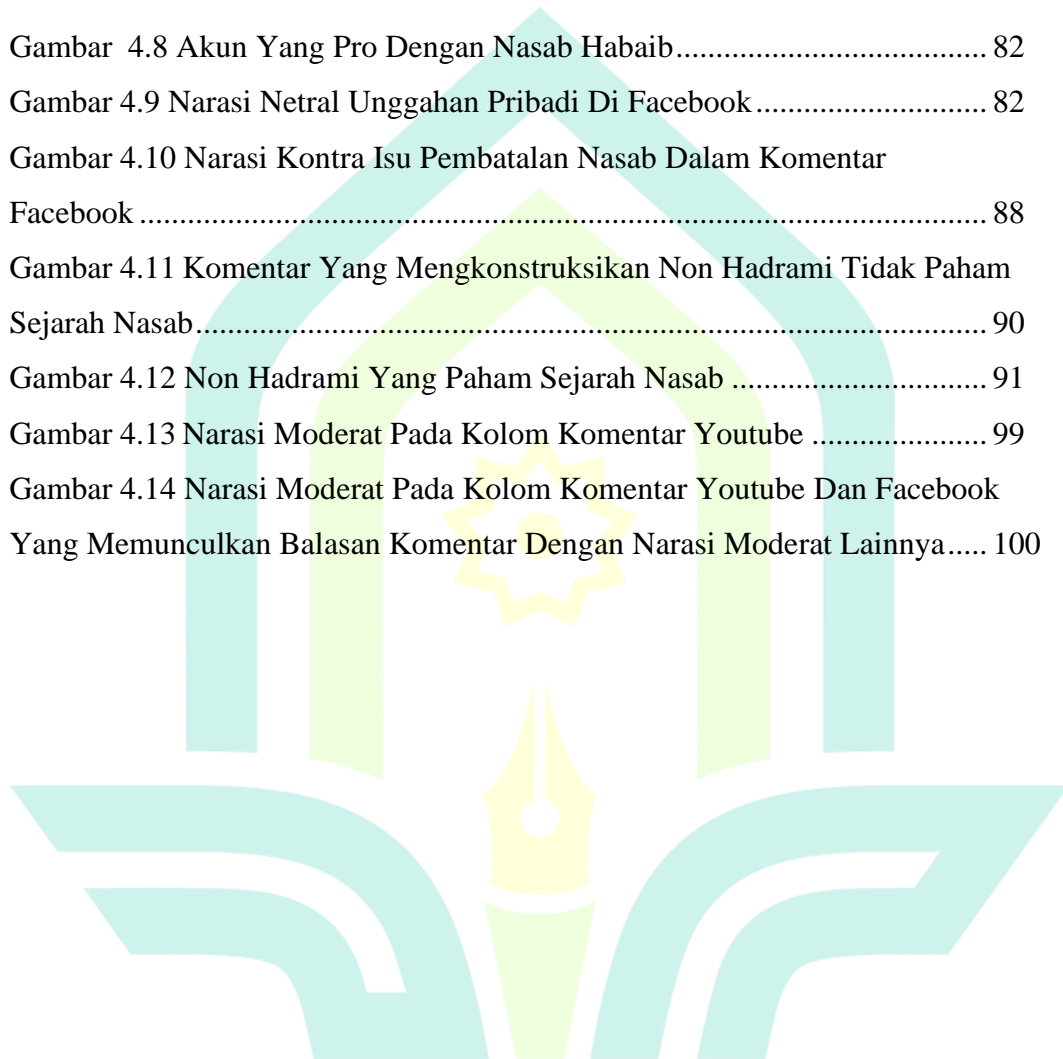 Gambar  4.8 Akun Yang Pro Dengan Nasab Habaib....................................... 82
Gambar 4.9 Narasi Netral Unggahan Pribadi Di Facebook............................. 82
Gambar 4.10 Narasi Kontra Isu Pembatalan Nasab Dalam Komentar
Facebook........................................................................................................... 88
Gambar 4.11 Komentar Yang Mengkonstruksikan Non Hadrami Tidak Paham
Sejarah Nasab.................................................................................................... 90
Gambar 4.12 Non Hadrami Yang Paham Sejarah Nasab ................................ 91
Gambar 4.13 Narasi Moderat Pada Kolom Komentar Youtube ...................... 99
Gambar 4.14 Narasi Moderat Pada Kolom Komentar Youtube Dan Facebook
Yang Memunculkan Balasan Komentar Dengan Narasi Moderat Lainnya..... 100